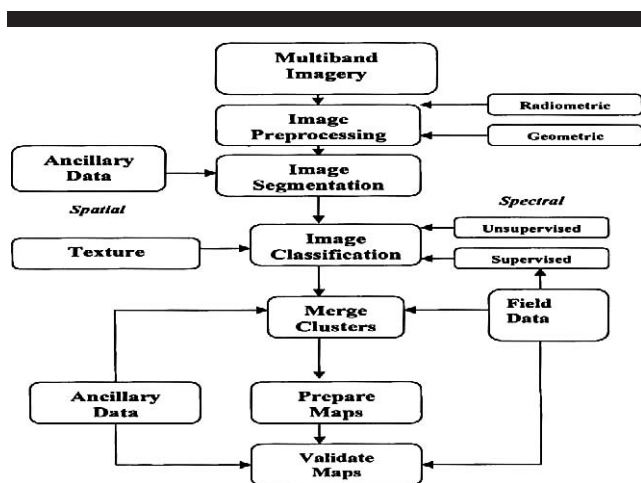 Multiband
Imagery
Radiometric
Image
Preprocessing
Geometric
Ancillary
Data
Image
Segmentation
Spatial
Spectral
Unsupervised
Texture
Image
Classification
Supervised
Merge
Clusters
Field
Data
Ancillary
Data
Prepare
Maps
Validate
Maps